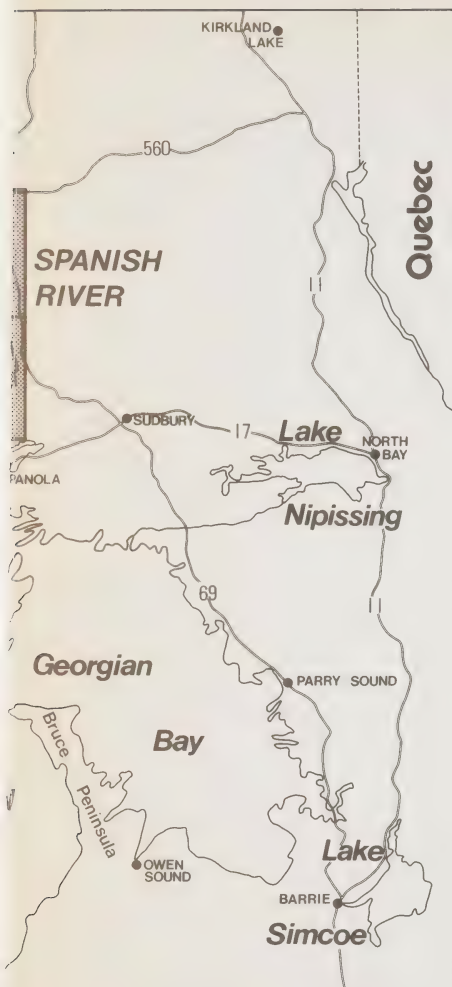 KIRKLAND
LAKE
560
Quebec
SPANISH
RIVER
11
SUDBURY
17
Lake
NORTH
BAY
PANOLA
Nipissing
69
11
Georgian
PARRY SOUND
Bruce
Bay
Peninsula
OWEN
SOUND
Lake
BARRIE
Simcoe